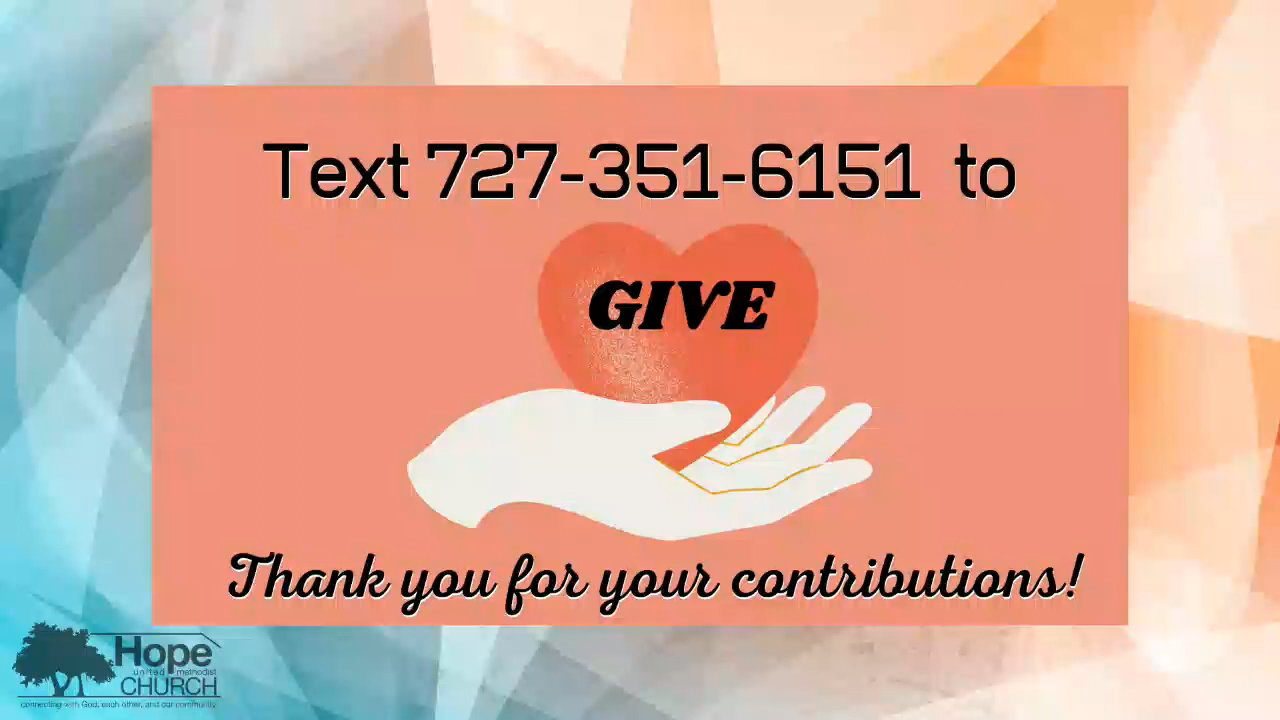 Text 727-351-6151 to
GIVE
Thank you for your contributions!
Hope
united methodist
CHURCH
connecting with God, each other, and our community